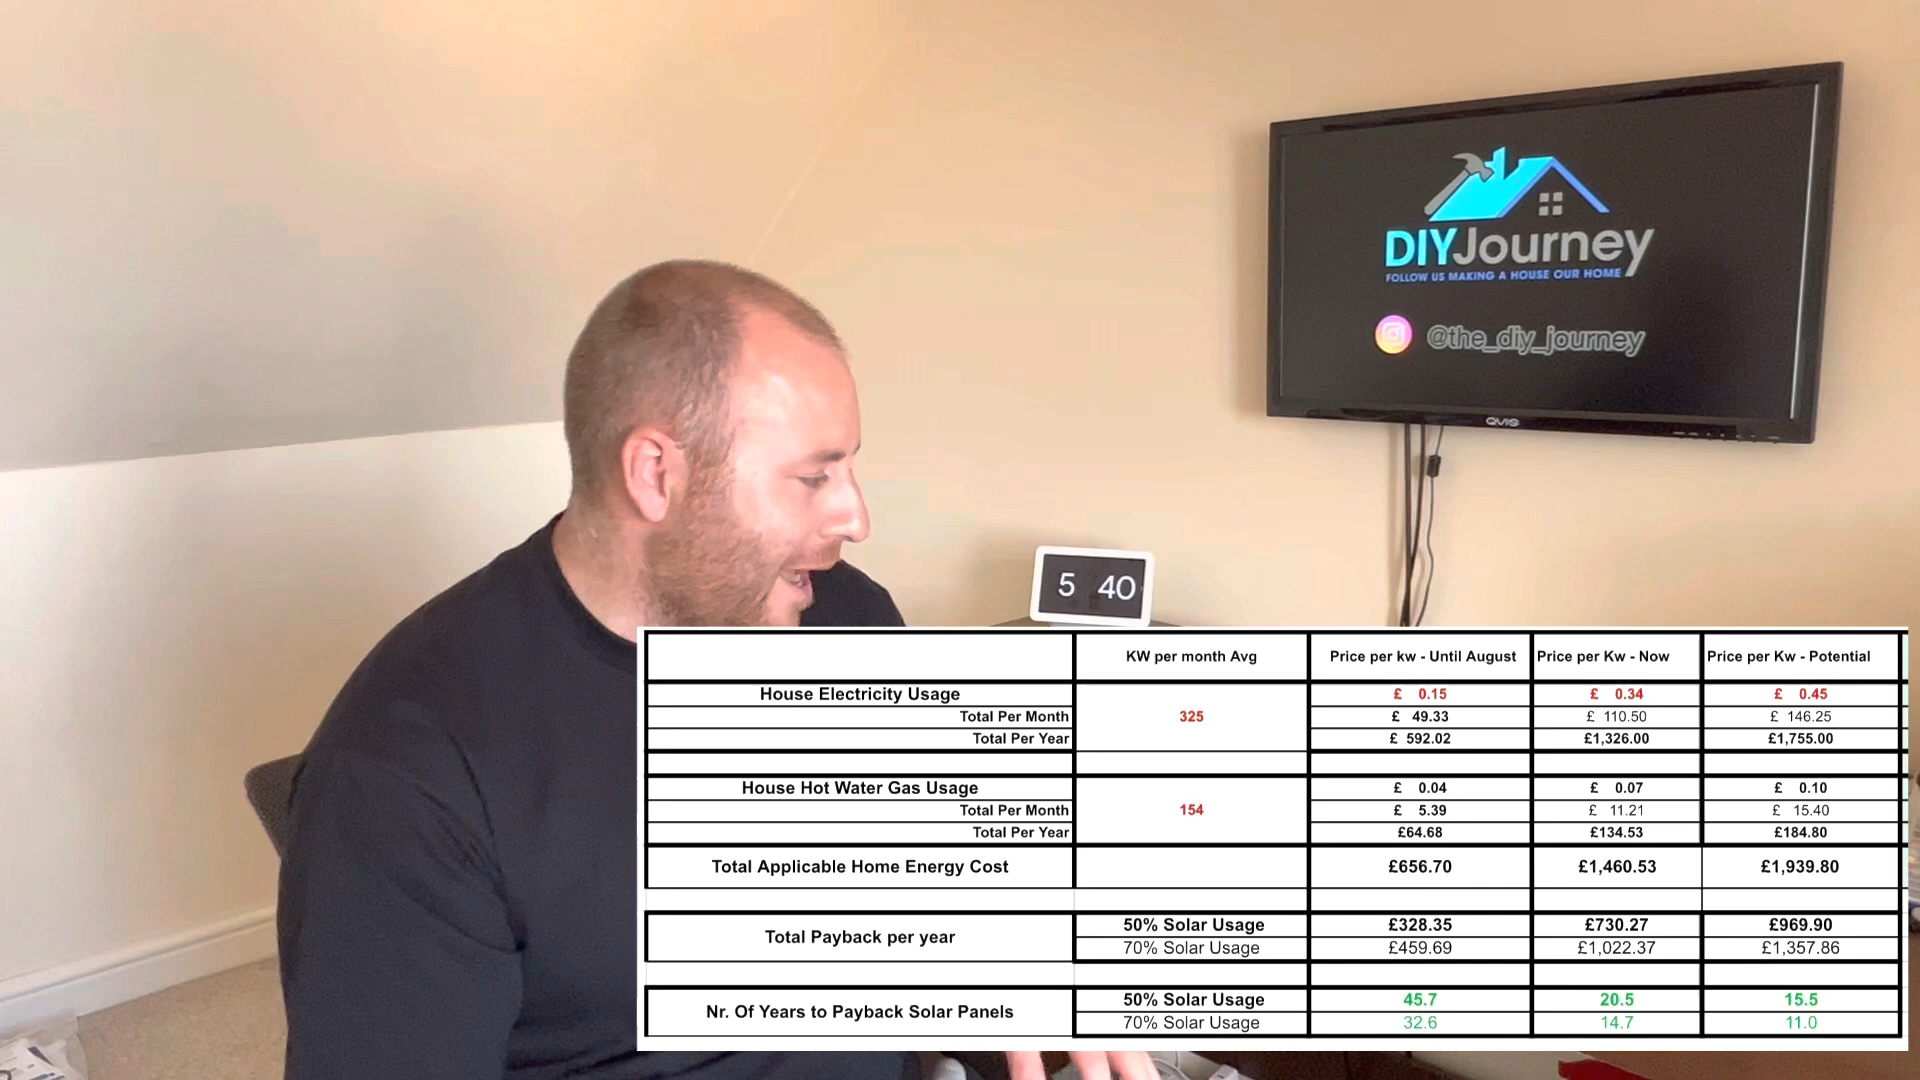 DIYJourney
FOLLOW US MAKING A HOUSE OUR HOME
@the_diy_journey
QVIS
5 40
KW per month Avg Price per kw - Until August Price per Kw - Now Price per Kw - Potential
House Electricity Usage 325 £ 0.15 £ 0.34 £ 0.45
Total Per Month £ 49.33 £ 110.50 £ 146.25
Total Per Year £ 592.02 £1,326.00 £1,755.00
House Hot Water Gas Usage 154 £ 0.04 £ 0.07 £ 0.10
Total Per Month £ 5.39 £ 11.21 £ 15.40
Total Per Year £64.68 £134.53 £184.80
Total Applicable Home Energy Cost £656.70 £1,460.53 £1,939.80
Total Payback per year 50% Solar Usage £328.35 £730.27 £969.90
70% Solar Usage £459.69 £1,022.37 £1,357.86
Nr. Of Years to Payback Solar Panels 50% Solar Usage 45.7 20.5 15.5
70% Solar Usage 32.6 14.7 11.0